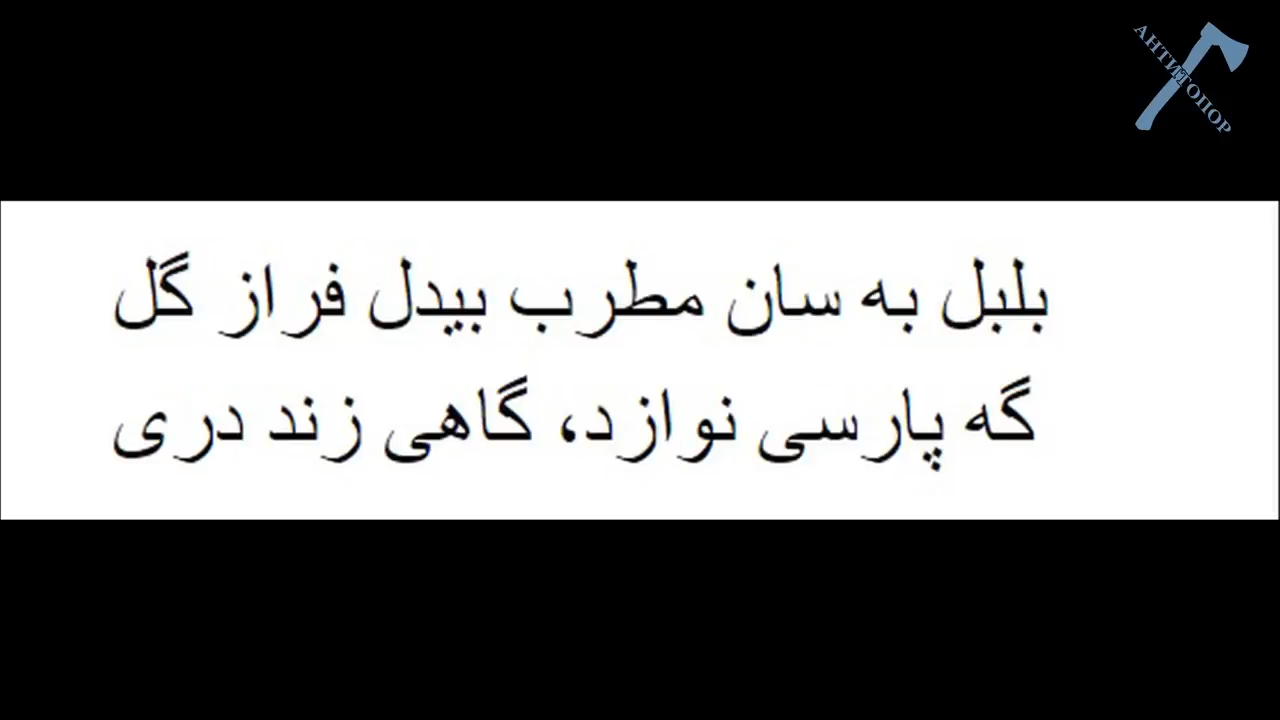 АНТИТОПОР
بلبل به سان مطرب بیدل فراز گل
گه پارسی نوازد، گاهی زند دری